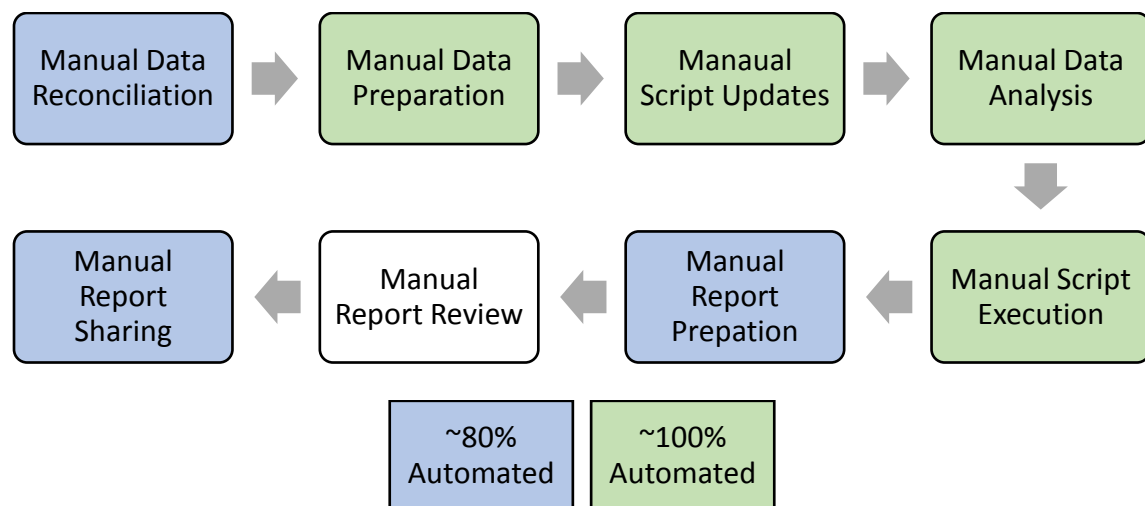 Manual Data
Reconciliation
Manual Data
Preparation
Manaual
Script Updates
Manual Data
Analysis
Manual Script
Execution
Manual
Report
Prepation
Manual
Report Review
Manual
Report
Sharing
~80%
Automated
~100%
Automated